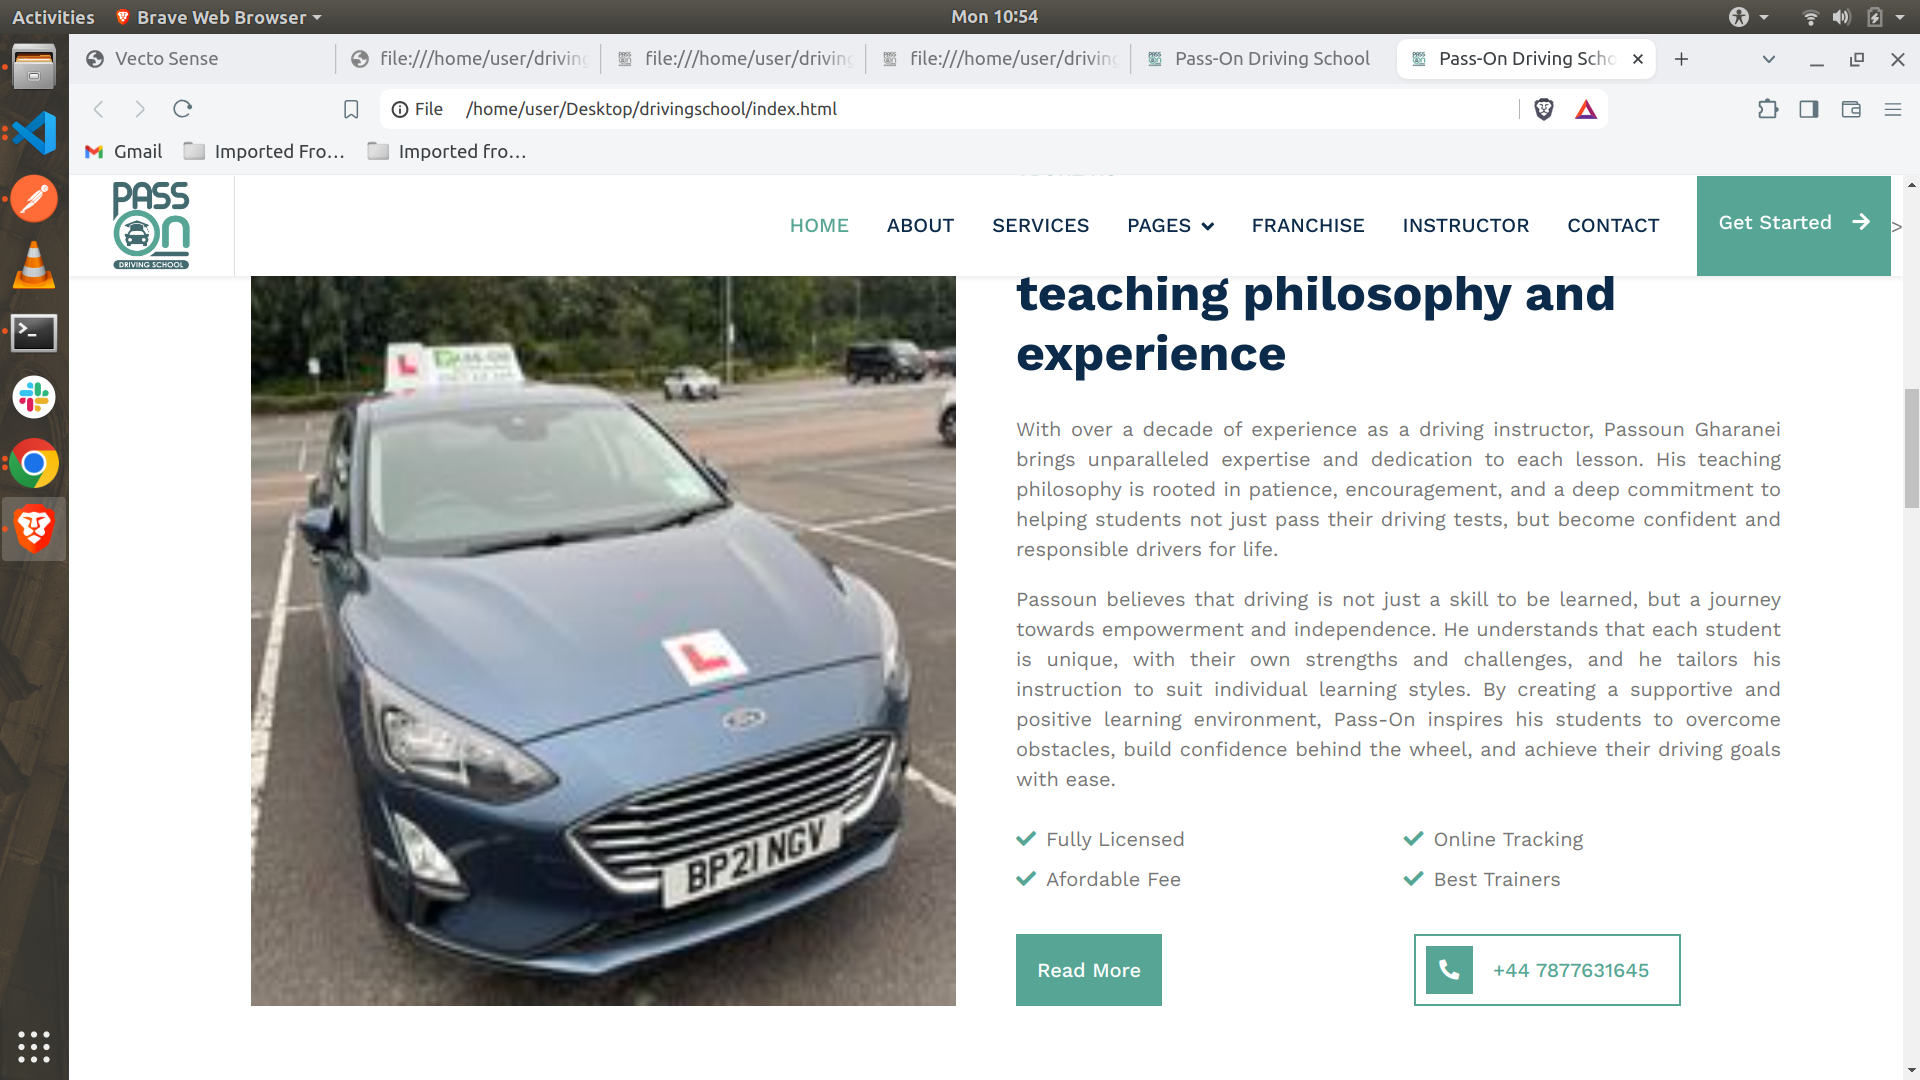 Activities
Brave Web Browser
Mon 10:54
Vecto Sense
file:///home/user/driving
file:///home/user/driving
file:///home/user/driving
Pass-On Driving School
Pass-On Driving Scho
File
/home/user/Desktop/drivingschool/index.html
Gmail
Imported Fro...
Imported fro...
PASS
On
DRIVING SCHOOL
HOME
ABOUT
SERVICES
PAGES
FRANCHISE
INSTRUCTOR
CONTACT
Get Started
>
teaching philosophy and
experience
With over a decade of experience as a driving instructor, Passoun Gharanei
brings unparalleled expertise and dedication to each lesson. His teaching
philosophy is rooted in patience, encouragement, and a deep commitment to
helping students not just pass their driving tests, but become confident and
responsible drivers for life.
Passoun believes that driving is not just a skill to be learned, but a journey
towards empowerment and independence. He understands that each student
is unique, with their own strengths and challenges, and he tailors his
instruction to suit individual learning styles. By creating a supportive and
positive learning environment, Pass-On inspires his students to overcome
obstacles, build confidence behind the wheel, and achieve their driving goals
with ease.
Fully Licensed
Online Tracking
Afordable Fee
Best Trainers
Read More
+44 7877631645
L
L
BP21 NGV